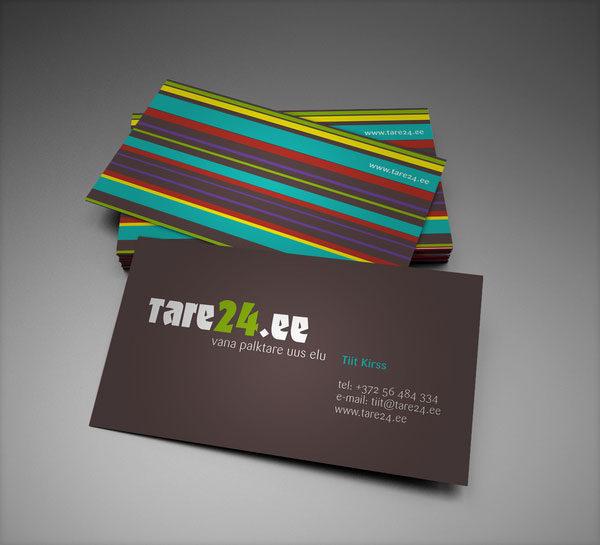 www.tare24.ee
www.tare24.ee
Tare24.ee
vana palktare uus elu
Tiit Kirss
tel: +372 56 484 334
e-mail: tiit@tare24.ee
www.tare24.ee